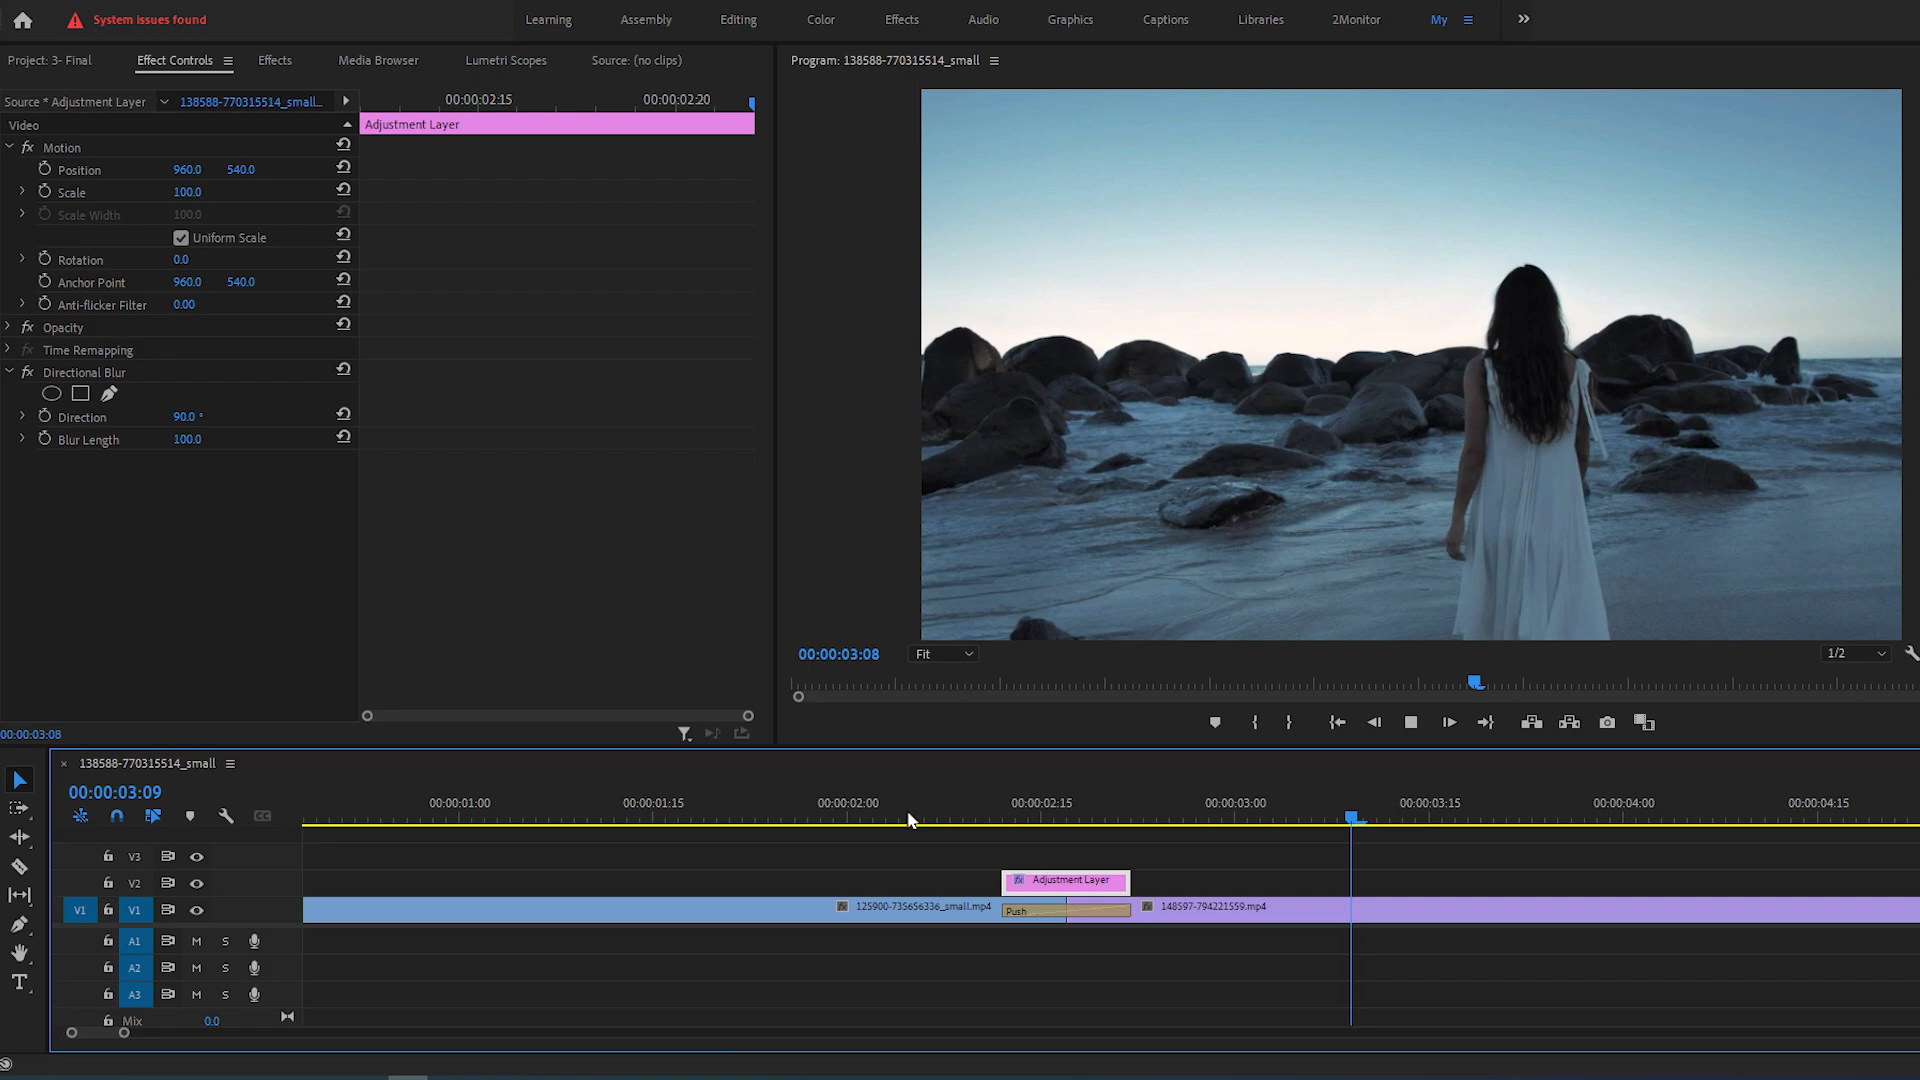 System issues found
Learning Assembly Editing Color Effects Audio Graphics Captions Libraries 2Monitor My
Project: 3- Final Effect Controls Effects Media Browser Lumetri Scopes Source: (no clips)
Program: 138588-770315514_small
Source * Adjustment Layer 138588-770315514_small...
00:00:02:15 00:00:02:20
Video
Adjustment Layer
fx Motion
Position 960.0 540.0
Scale 100.0
Scale Width 100.0
Uniform Scale
Rotation 0.0
Anchor Point 960.0 540.0
Anti-flicker Filter 0.00
fx Opacity
fx Time Remapping
fx Directional Blur
Direction 90.0 °
Blur Length 100.0
00:00:03:08 Fit 1/2
00:00:03:08
138588-770315514_small
00:00:03:09
00:00:01:00 00:00:01:15 00:00:02:00 00:00:02:15 00:00:03:00 00:00:03:15 00:00:04:00 00:00:04:15
CC
V3
V2 fx Adjustment Layer
V1 V1 fx 125900-735656336_small.mp4 Push fx 148597-794221559.mp4
A1 M S
A2 M S
A3 M S
Mix 0.0